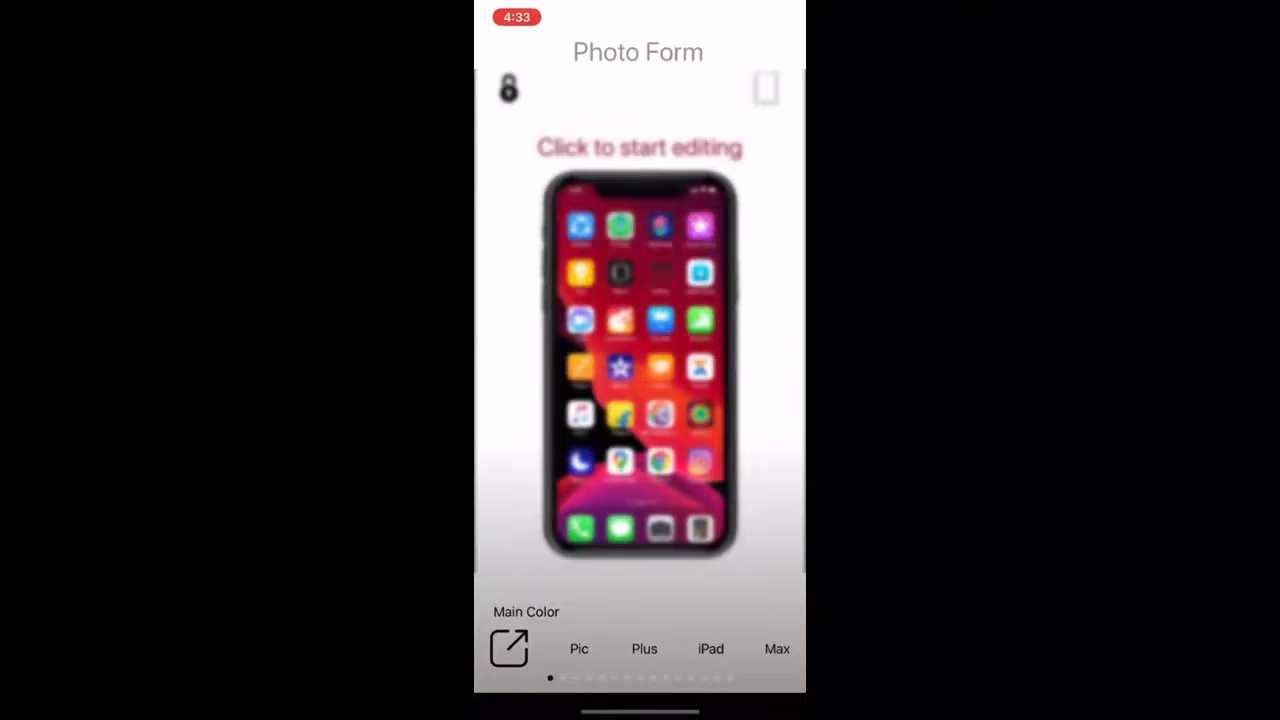 4:33
Photo Form
Click to start editing
Main Color
Pic Plus iPad Max